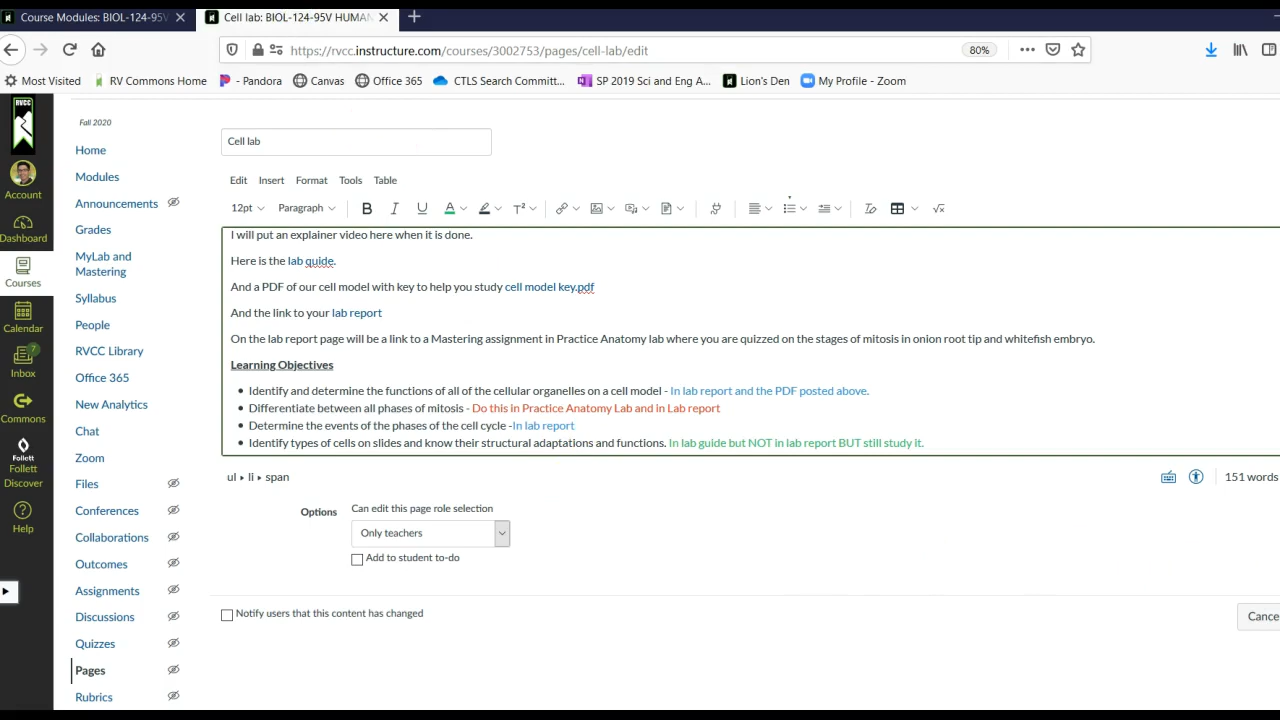 Course Modules: BIOL-124-95V
Cell lab: BIOL-124-95V HUMAN
https://rvcc.instructure.com/courses/3002753/pages/cell-lab/edit
80%
Most Visited
RV Commons Home
- Pandora
Canvas
Office 365
CTLS Search Committ...
SP 2019 Sci and Eng A...
Lion's Den
My Profile - Zoom
RVCC
Account
Dashboard
Courses
Calendar
7
Inbox
Commons
Follett
Follett
Discover
Help
Fall 2020
Home
Modules
Announcements
Grades
MyLab and
Mastering
Syllabus
People
RVCC Library
Office 365
New Analytics
Chat
Zoom
Files
Conferences
Collaborations
Outcomes
Assignments
Discussions
Quizzes
Pages
Rubrics
Cell lab
Edit Insert Format Tools Table
12pt Paragraph B I U A T²
I will put an explainer video here when it is done.
Here is the lab guide.
And a PDF of our cell model with key to help you study cell model key.pdf
And the link to your lab report
On the lab report page will be a link to a Mastering assignment in Practice Anatomy lab where you are quizzed on the stages of mitosis in onion root tip and whitefish embryo.
Learning Objectives
• Identify and determine the functions of all of the cellular organelles on a cell model - In lab report and the PDF posted above.
• Differentiate between all phases of mitosis - Do this in Practice Anatomy Lab and in Lab report
• Determine the events of the phases of the cell cycle -In lab report
• Identify types of cells on slides and know their structural adaptations and functions. In lab guide but NOT in lab report BUT still study it.
ul ▸ li ▸ span
151 words
Options
Can edit this page role selection
Only teachers
Add to student to-do
Notify users that this content has changed
Cance